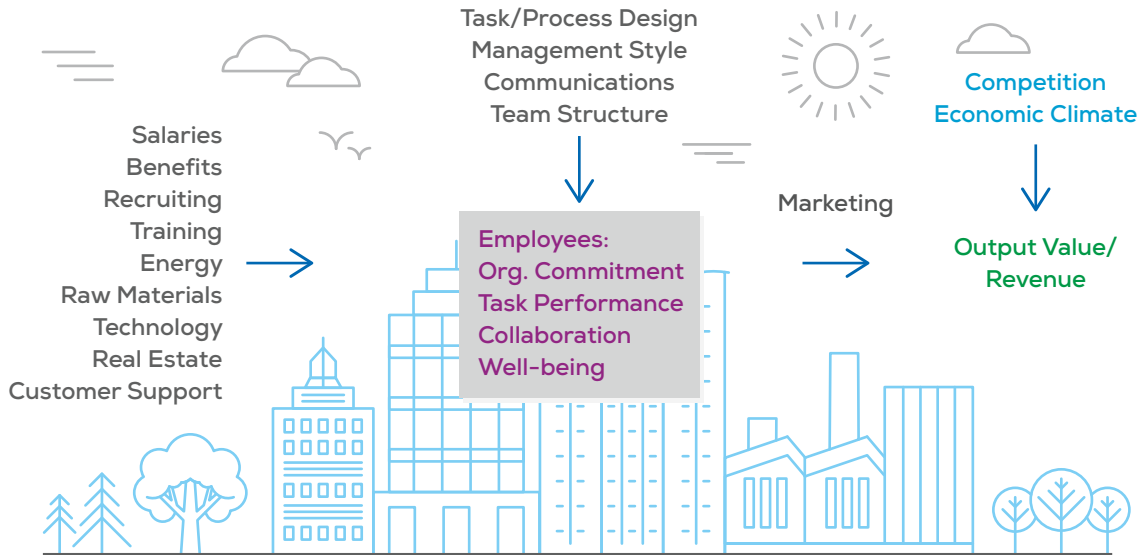 Task/Process Design
Management Style
Communications
Team Structure
Competition
Economic Climate
Salaries
Benefits
Recruiting
Training
Energy
Raw Materials
Technology
Real Estate
Customer Support
Employees:
Org. Commitment
Task Performance
Collaboration
Well-being
Marketing
Output Value/
Revenue